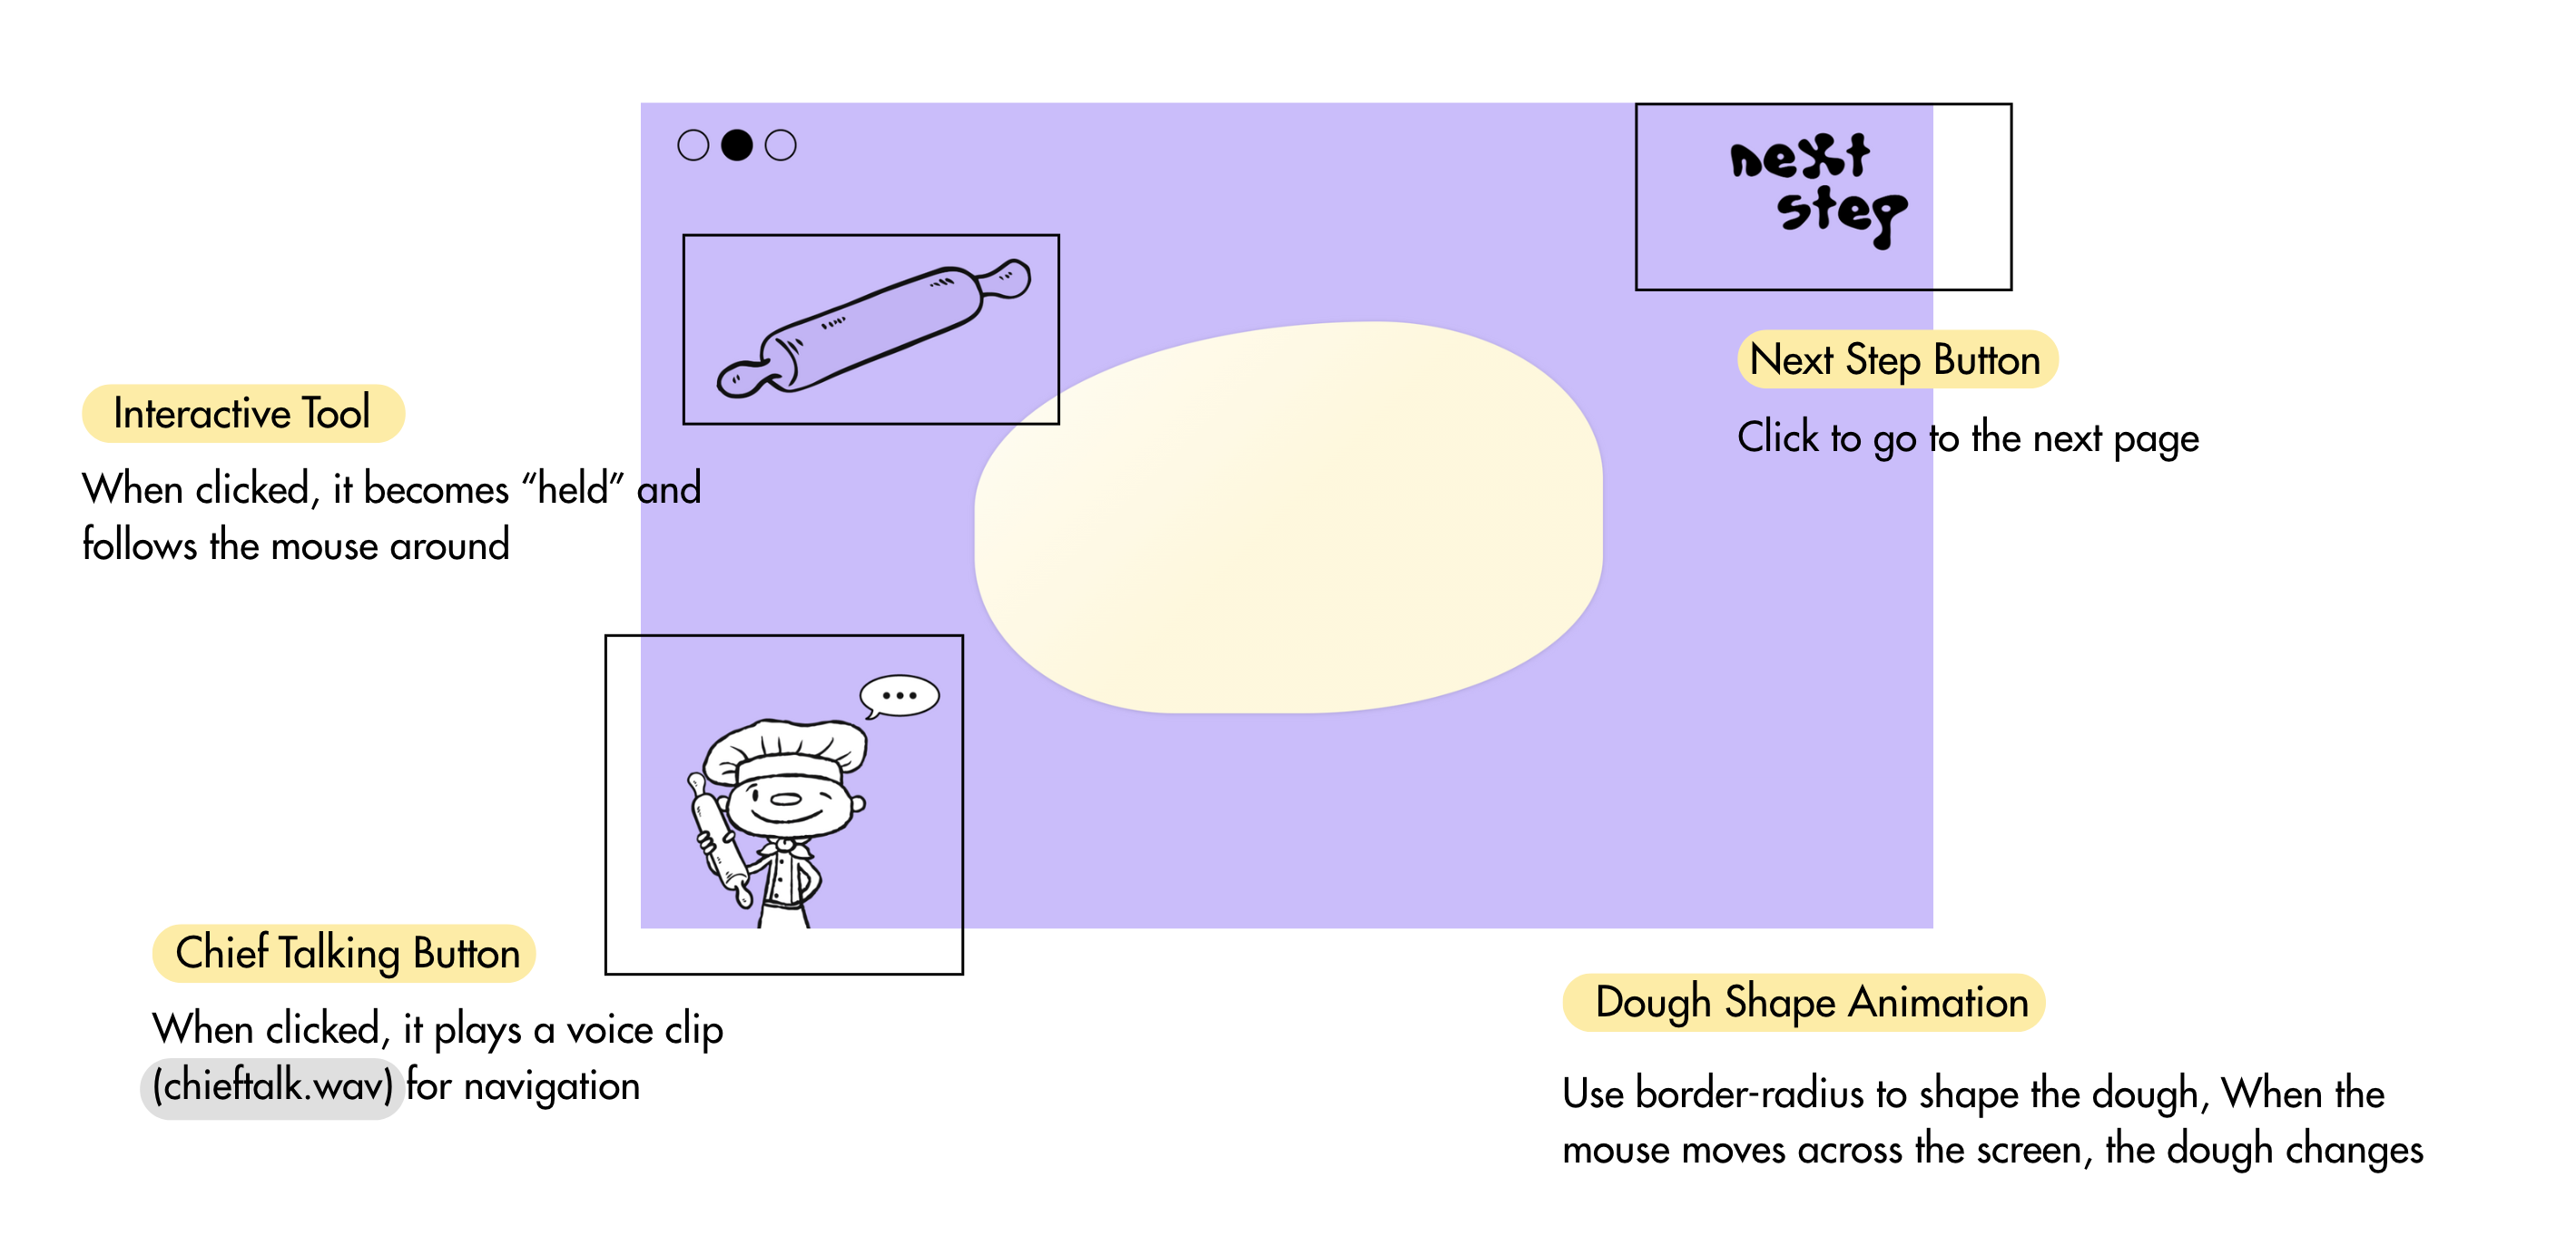 next
step
Next Step Button
Click to go to the next page
Interactive Tool
When clicked, it becomes “held” and
follows the mouse around
Chief Talking Button
When clicked, it plays a voice clip
(chieftalk.wav) for navigation
Dough Shape Animation
Use border-radius to shape the dough, When the
mouse moves across the screen, the dough changes